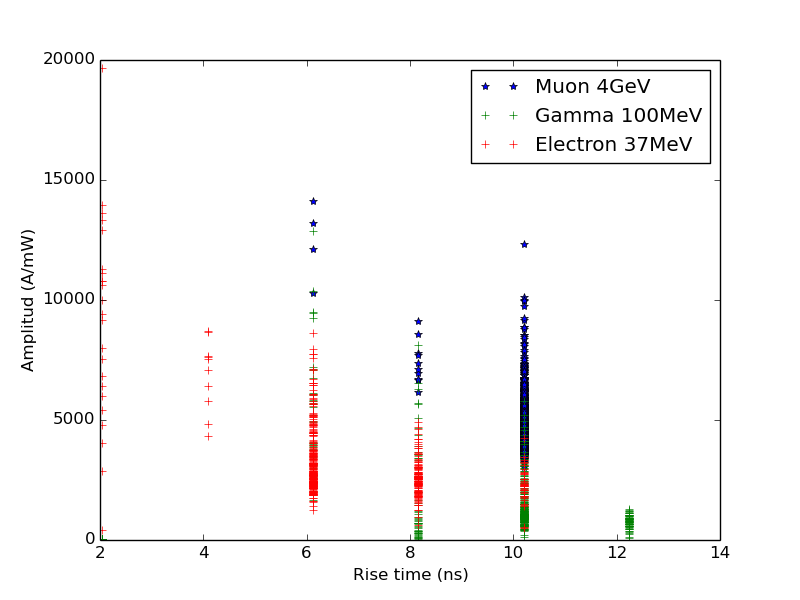 20000
15000
10000
5000
0
Amplitud (A/mW)
Muon 4GeV
Gamma 100MeV
Electron 37MeV
2 4 6 8 10 12 14
Rise time (ns)